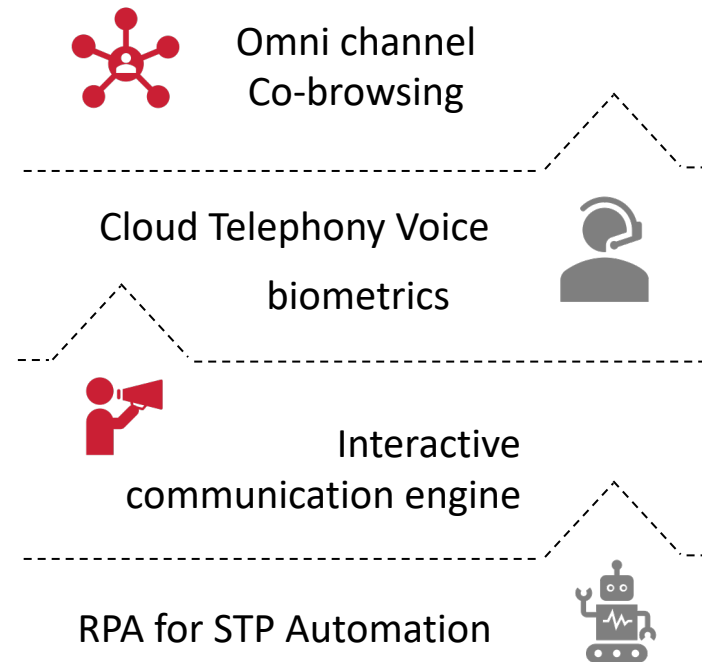 Omni channel
Co-browsing
Cloud Telephony Voice
biometrics
Interactive
communication engine
RPA for STP Automation